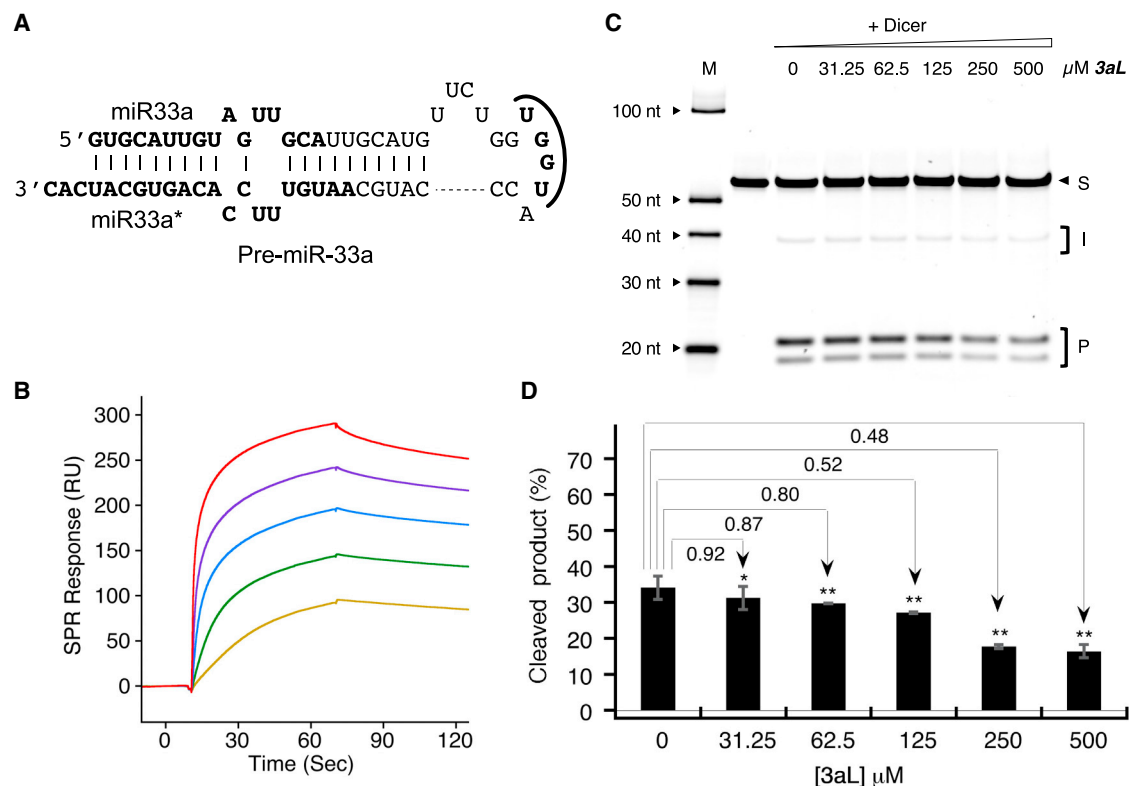 A
UC
miR33a A UU U U U
5 ′GUGCAUUGU G GCAUUGCAUG GG G
G
3 ′CACUACGUGACA C UGUAACGUAC CC U
miR33a* C UU A
Pre-miR-33a
B
SPR Response (RU)
300
250
200
150
100
50
0
0 30 60 90 120
Time (Sec)
C
+ Dicer
M 0 31.25 62.5 125 250 500 µM 3aL
100 nt
S
50 nt
40 nt I
30 nt
20 nt P
D
Cleaved product (%)
70
60
50
40
30
20
10
0
0.48
0.52
0.80
0.87
0.92
* ** ** ** **
0 31.25 62.5 125 250 500
[3aL] µM